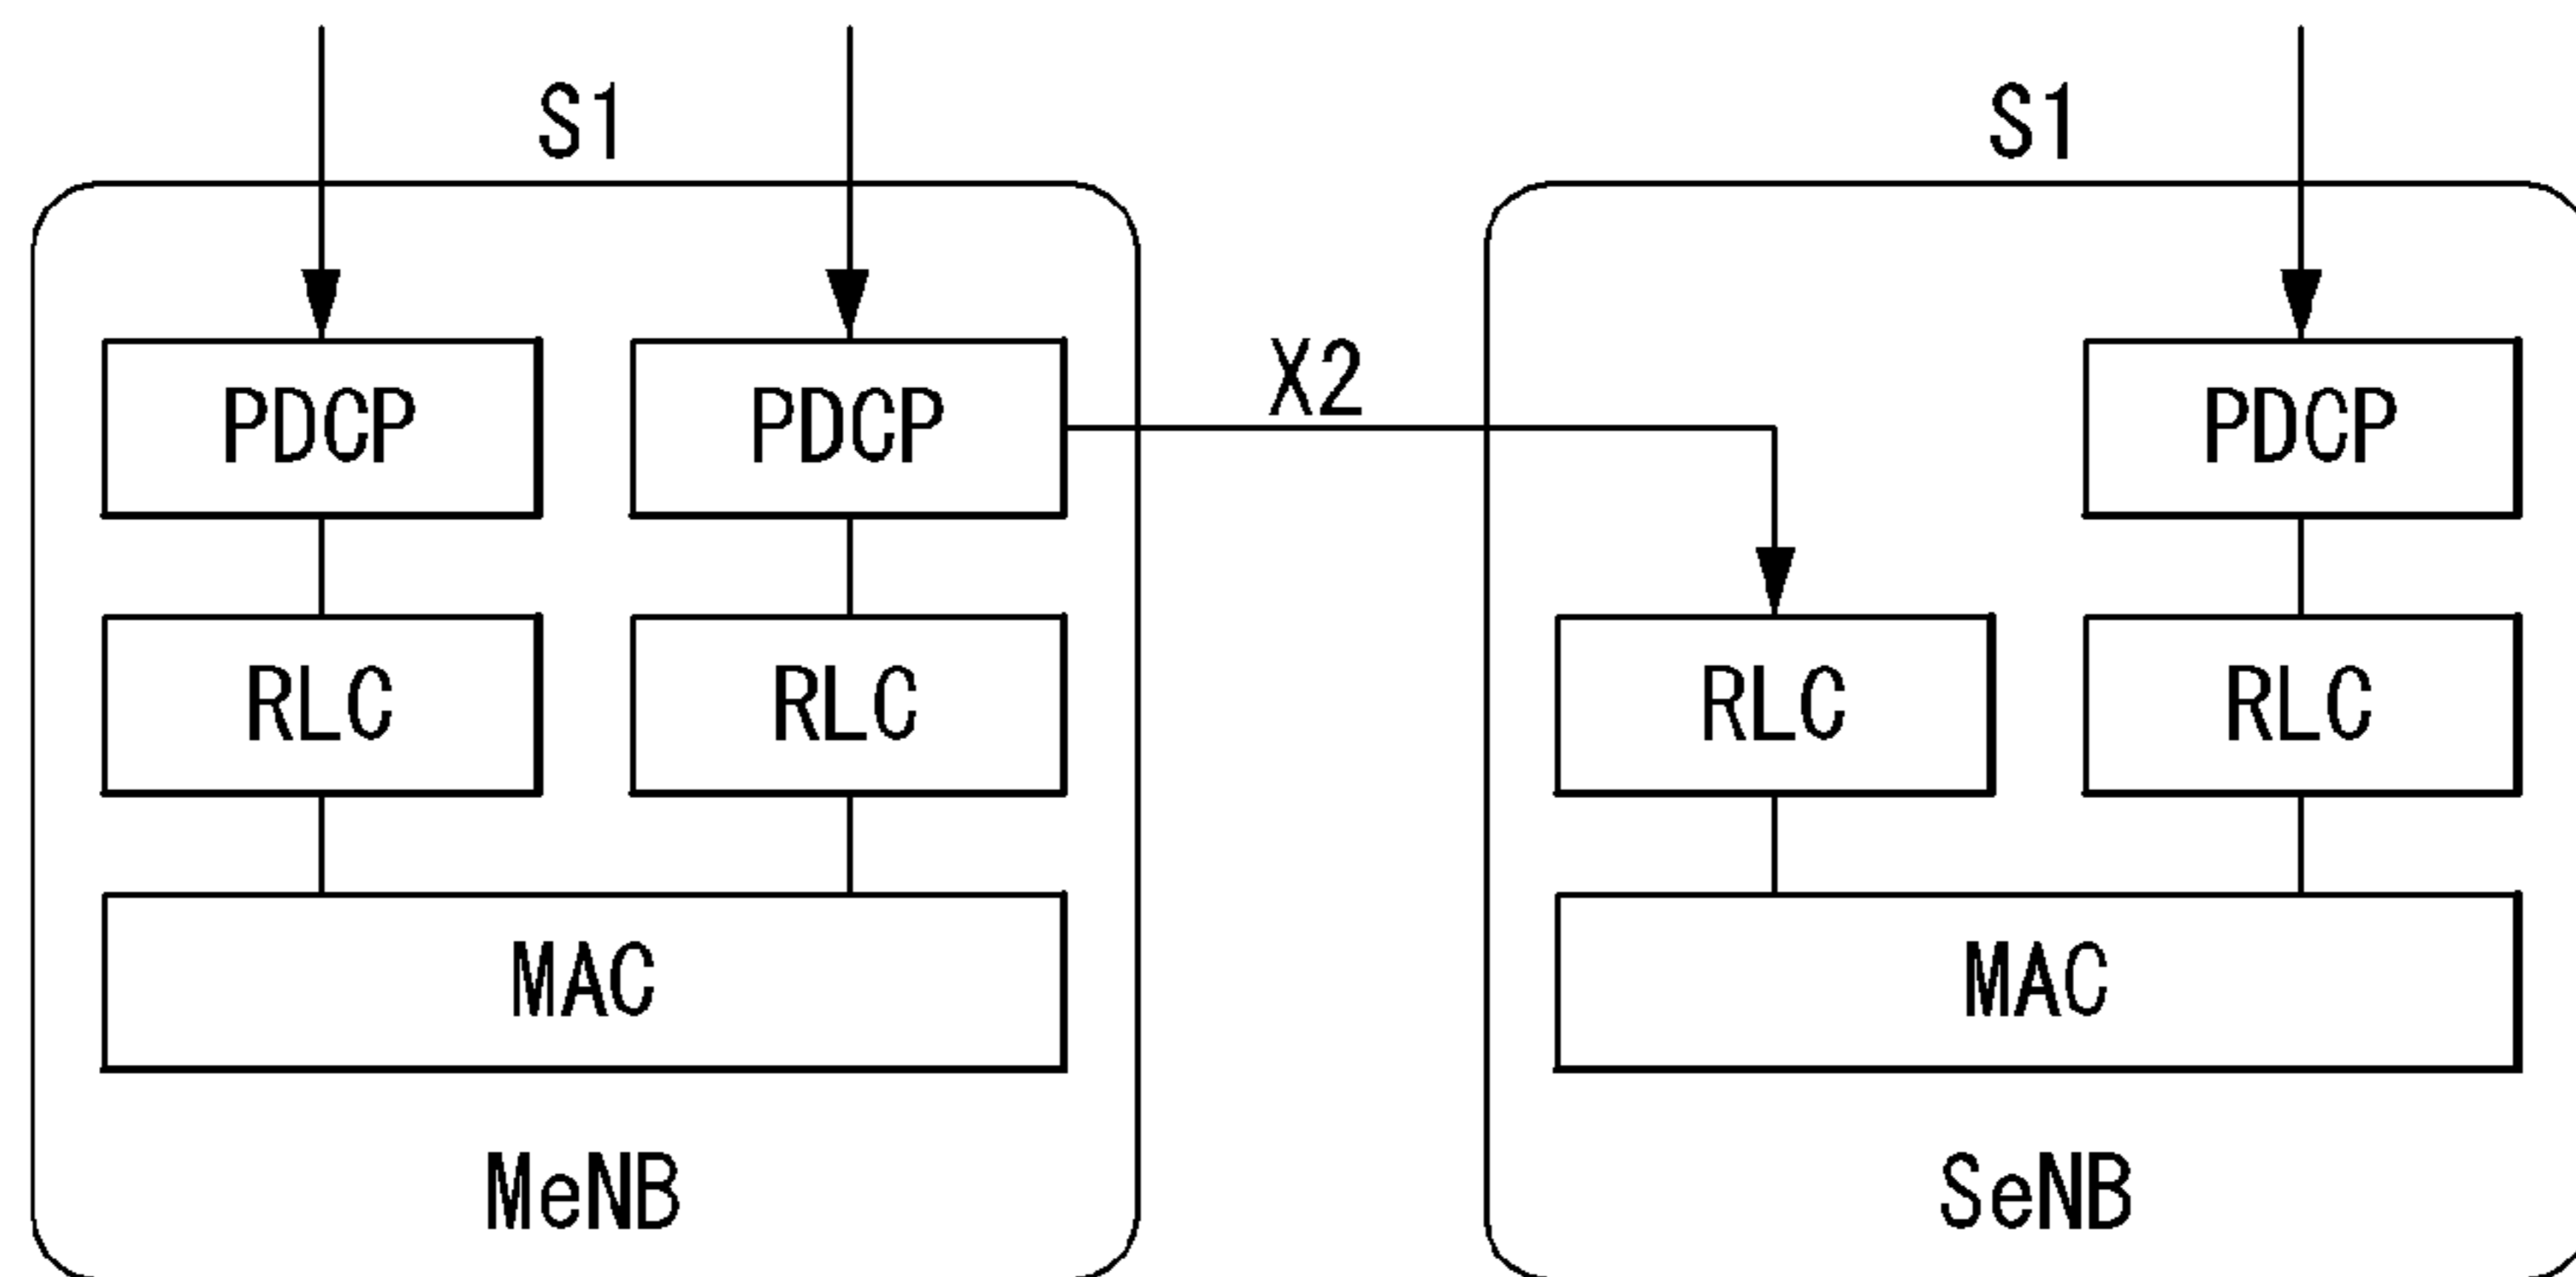 S1
S1
PDCP
PDCP
X2
PDCP
RLC
RLC
RLC
RLC
MAC
MAC
MeNB
SeNB